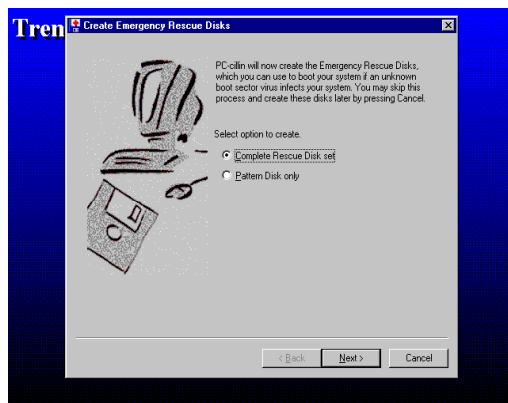 Tren
Create Emergency Rescue Disks
PC-cillin will now create the Emergency Rescue Disks,
which you can use to boot your system if an unknown
boot sector virus infects your system. You may skip this
process and create these disks later by pressing Cancel.
Select option to create.
Complete Rescue Disk set
Pattern Disk only
< Back
Next >
Cancel